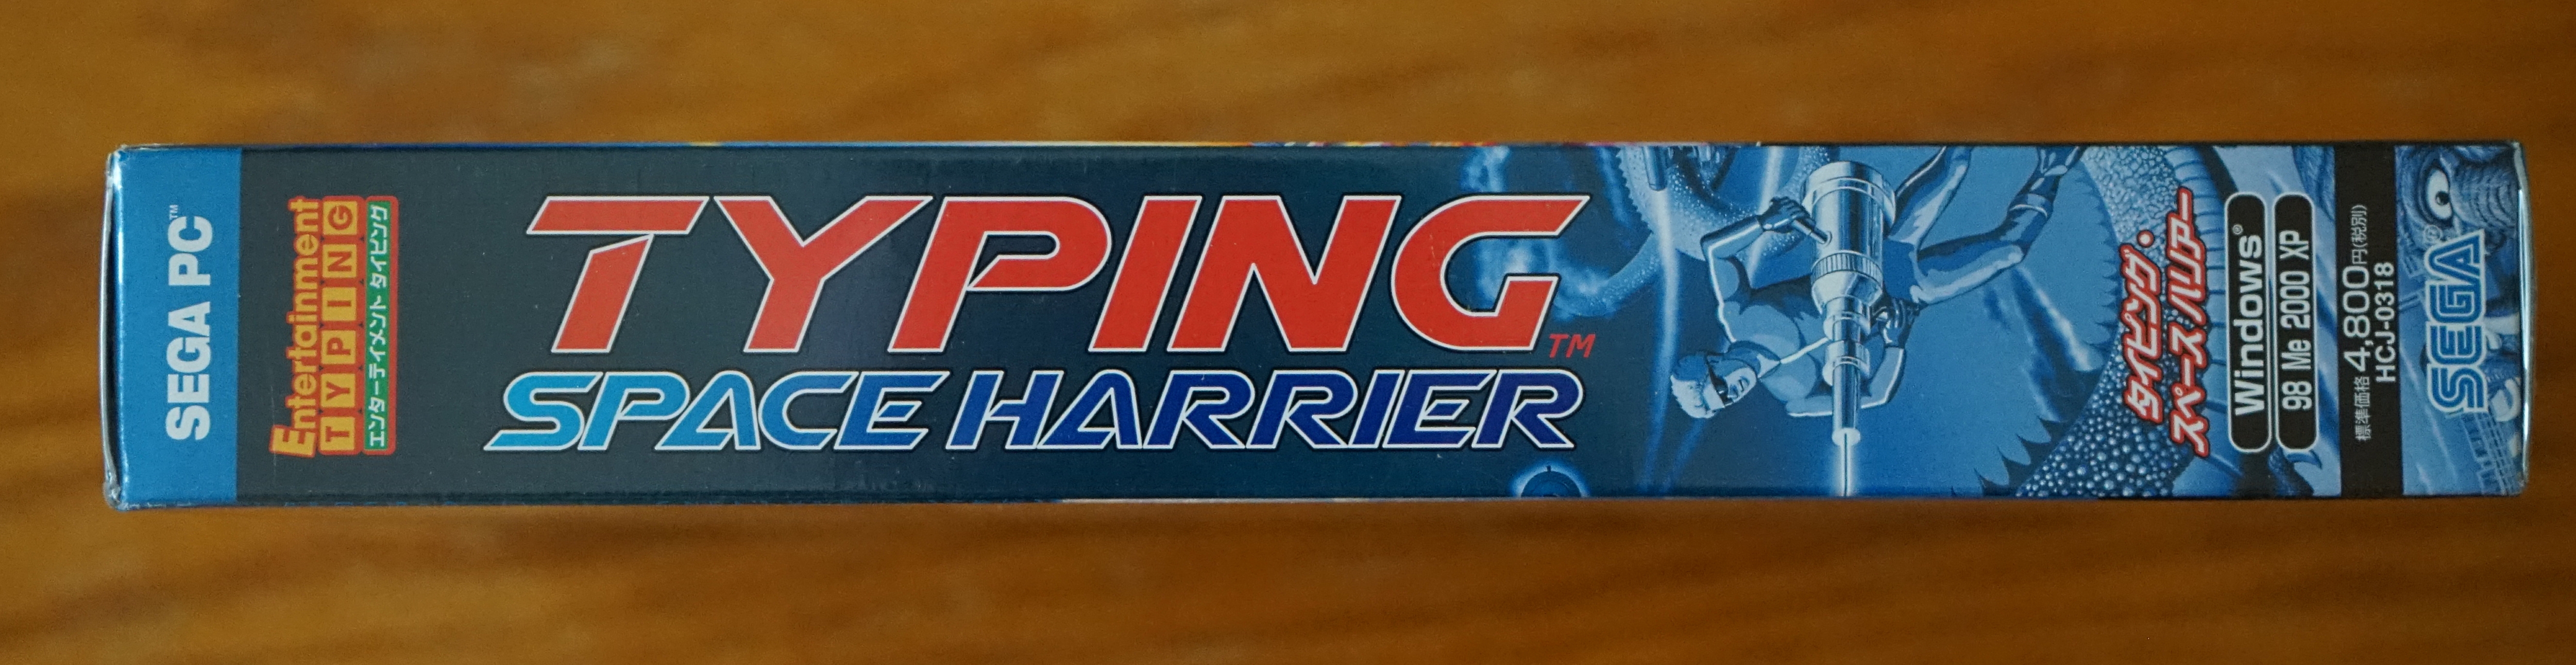 SEGA PC™
Entertainment
TYPING
エンターテイメント タイピング
TYPING™
SPACE HARRIER
タイピング・
スペースハリアー
Windows®
98 Me 2000 XP
標準価格 4,800円(税別)
HCJ-0318
SEGA®